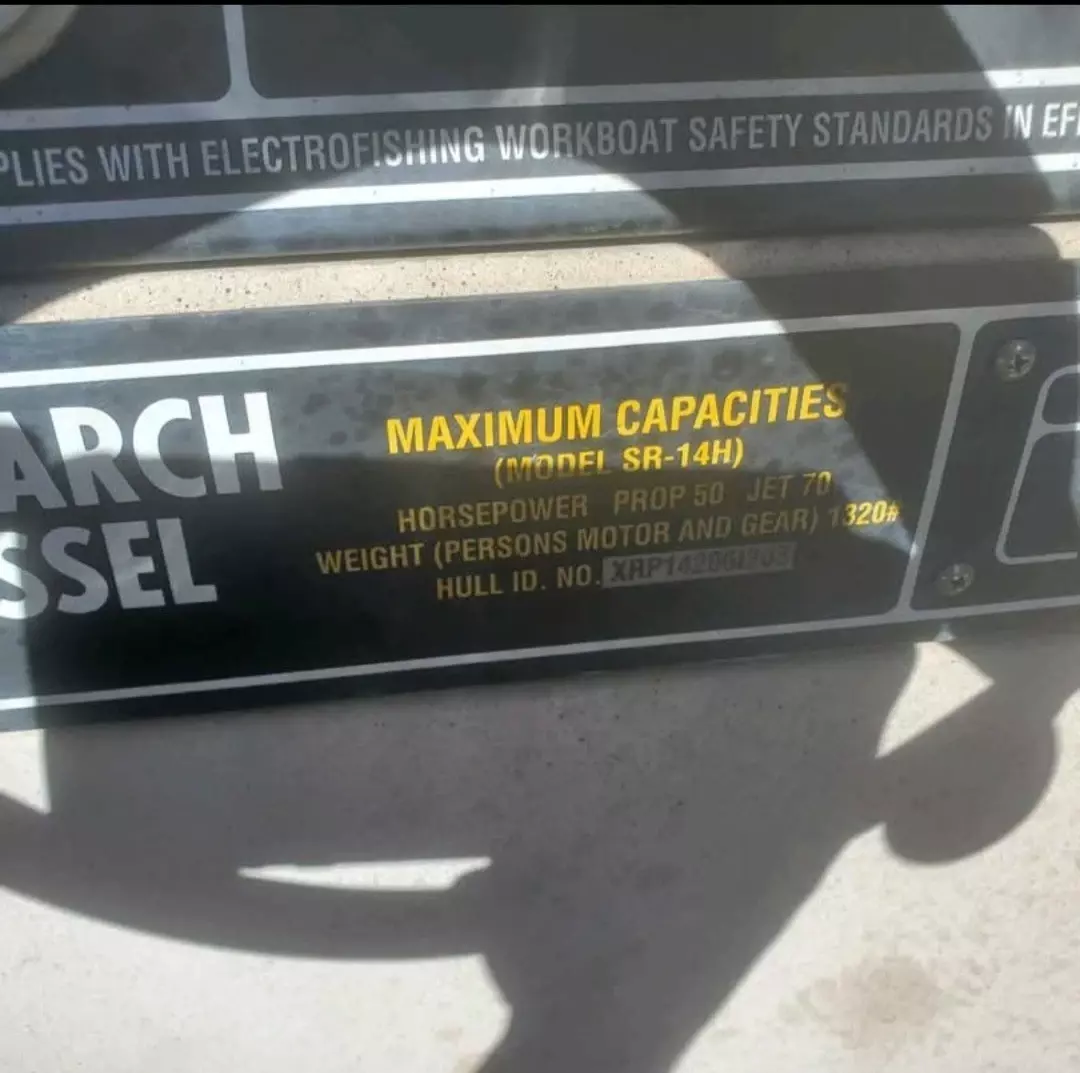 PLIES WITH ELECTROFISHING WORKBOAT SAFETY STANDARDS IN EFF
ARCH
SSEL
MAXIMUM CAPACITIES
(MODEL SR-14H)
HORSEPOWER PROP 50 JET 70
WEIGHT (PERSONS MOTOR AND GEAR) 1320#
HULL ID. NO.